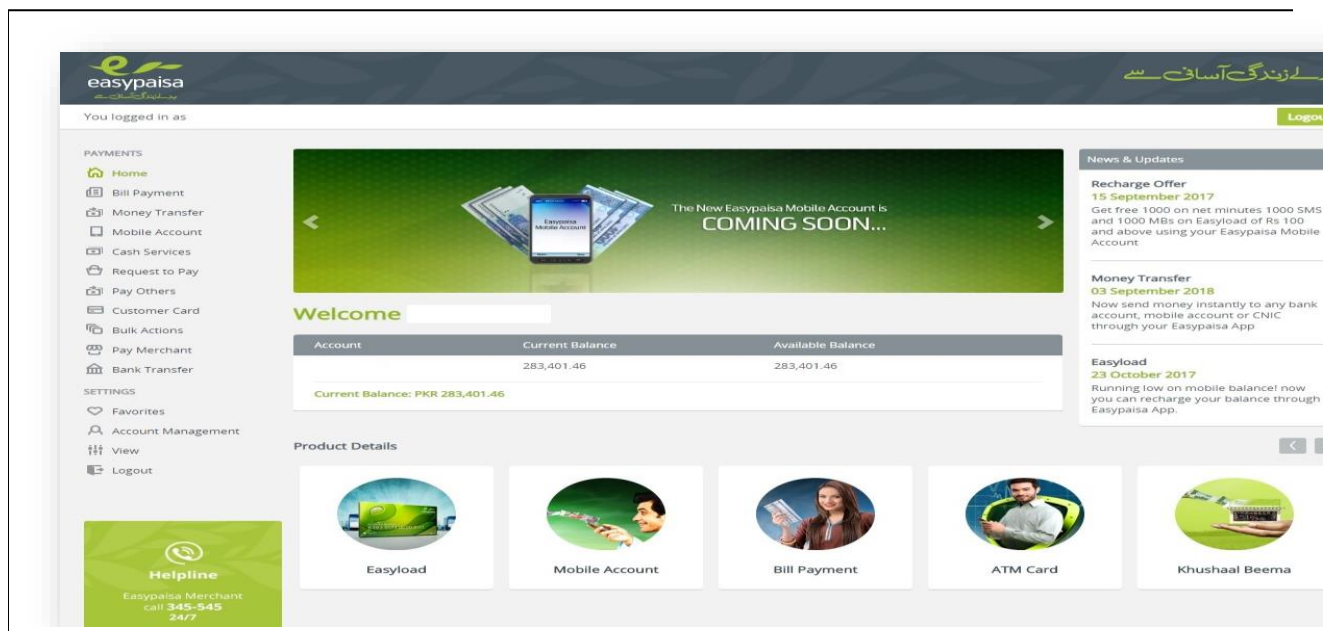 easypaisa
You logged in as
Logou
PAYMENTS
Home
Bill Payment
Money Transfer
Mobile Account
Cash Services
Request to Pay
Pay Others
Customer Card
Bulk Actions
Pay Merchant
Bank Transfer
SETTINGS
Favorites
Account Management
View
Logout
Helpline
Easypaisa Merchant
call 345-545
24/7
Easypaisa
Mobile Account
The New Easypaisa Mobile Account is
COMING SOON...
Welcome
Account Current Balance Available Balance
283,401.46 283,401.46
Current Balance: PKR 283,401.46
Product Details
Easyload
Mobile Account
Bill Payment
ATM Card
Khushaal Beema
زندگی آسانی سے
News & Updates
Recharge Offer
15 September 2017
Get free 1000 on net minutes 1000 SMS
and 1000 MBs on Easyload of Rs 100
and above using your Easypaisa Mobile
Account
Money Transfer
03 September 2018
Now send money instantly to any bank
account, mobile account or CNIC
through your Easypaisa App
Easyload
23 October 2017
Running low on mobile balance! now
you can recharge your balance through
Easypaisa App.